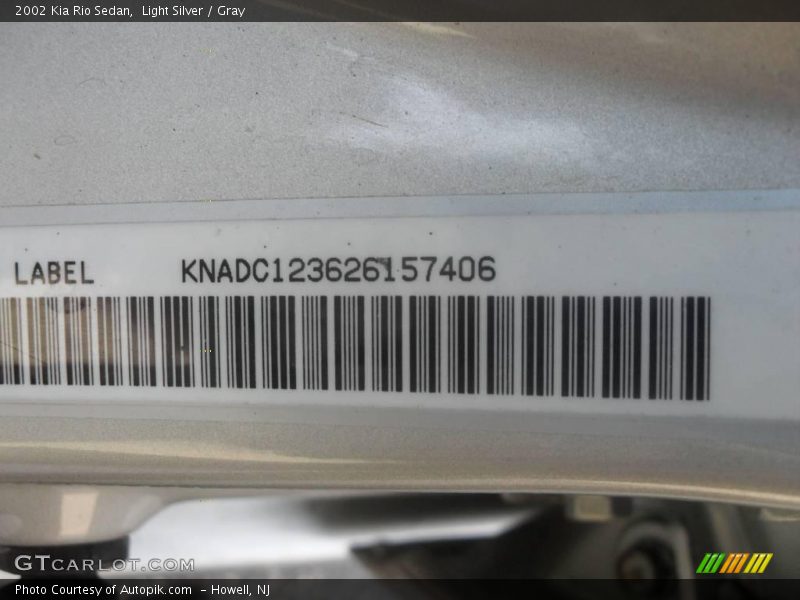 2002 Kia Rio Sedan,  Light Silver / Gray
LABEL KNADC123626157406
GTCARLOT.COM
Photo Courtesy of Autopik.com  – Howell, NJ